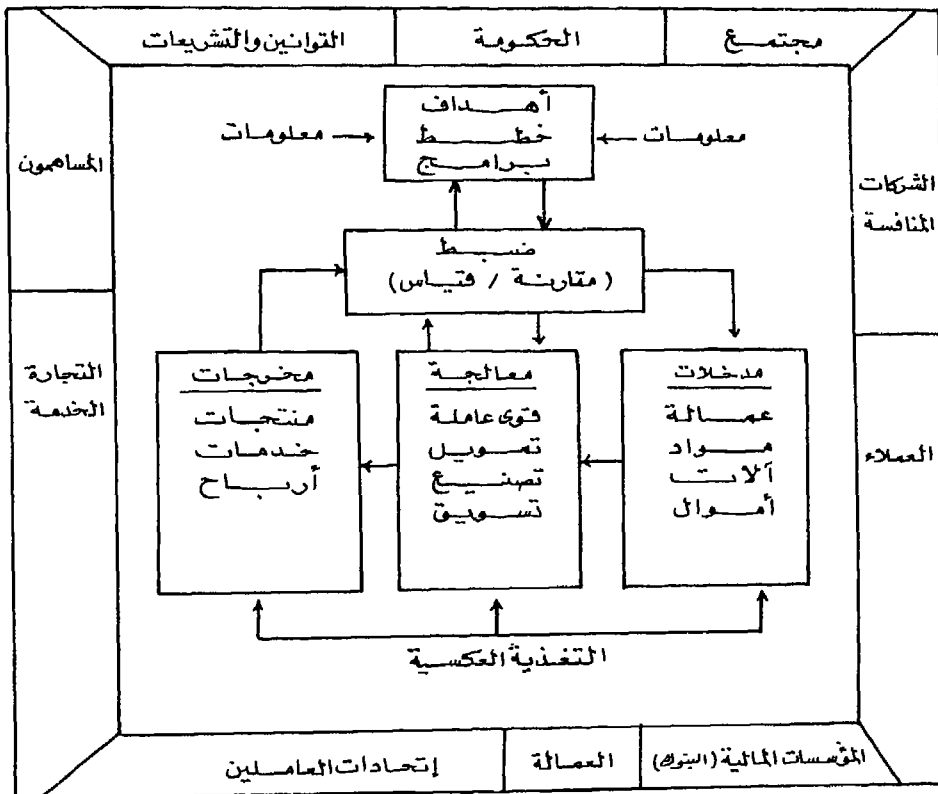 مجتمع
الحكومة
القوانين والتشريعات
أهداف
خطط
برامج
معلومات
معلومات
الشركات
المنافسة
المساهمون
ضبط
(مقارنة / قياس)
مدخلات
عمالة
مواد
آلات
أموال
معالجة
قوى عاملة
تمويل
تصنيع
تسويق
مخرجات
منتجات
خدمات
أرباح
العملاء
التجارة
الخدمة
التغذية العكسية
المؤسسات المالية (البنوك)
العمالة
إتحادات العاملين